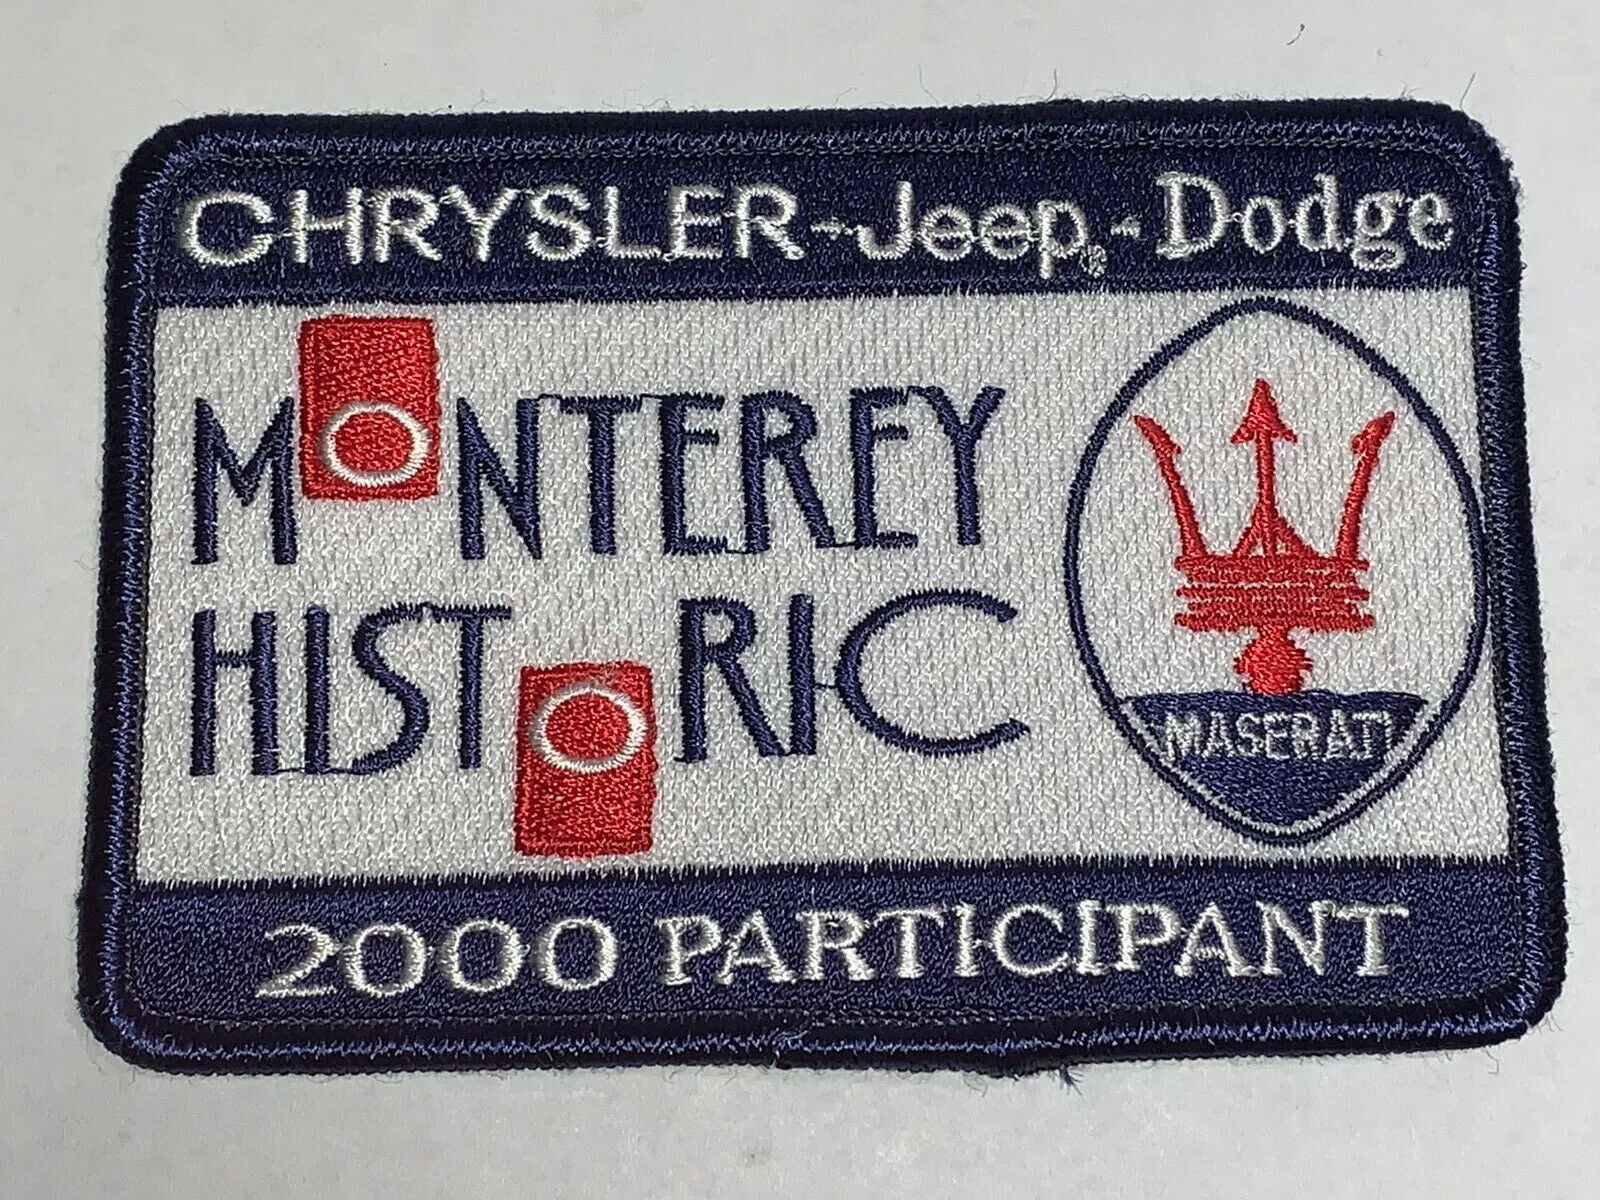 CHRYSLER-Jeep®-Dodge
MONTEREY
HISTORIC
MASERATI
2000 PARTICIPANT